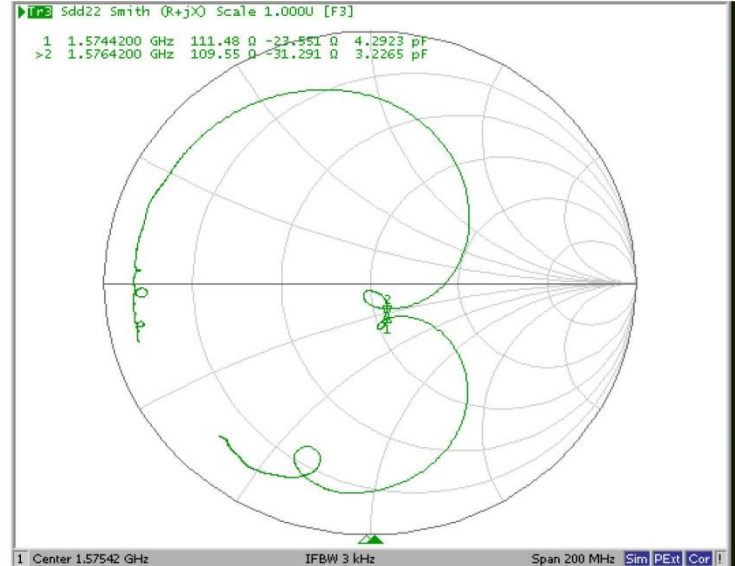 Tr3 Sdd22 Smith (R+jX) Scale 1.000U [F3]
1 1.5744200 GHz 111.48 Ω -23.551 Ω 4.2923 pF
>2 1.5764200 GHz 109.55 Ω -31.291 Ω 3.2265 pF
2
1
1 Center 1.57542 GHz IFBW 3 kHz Span 200 MHz Sim PExt Cor !